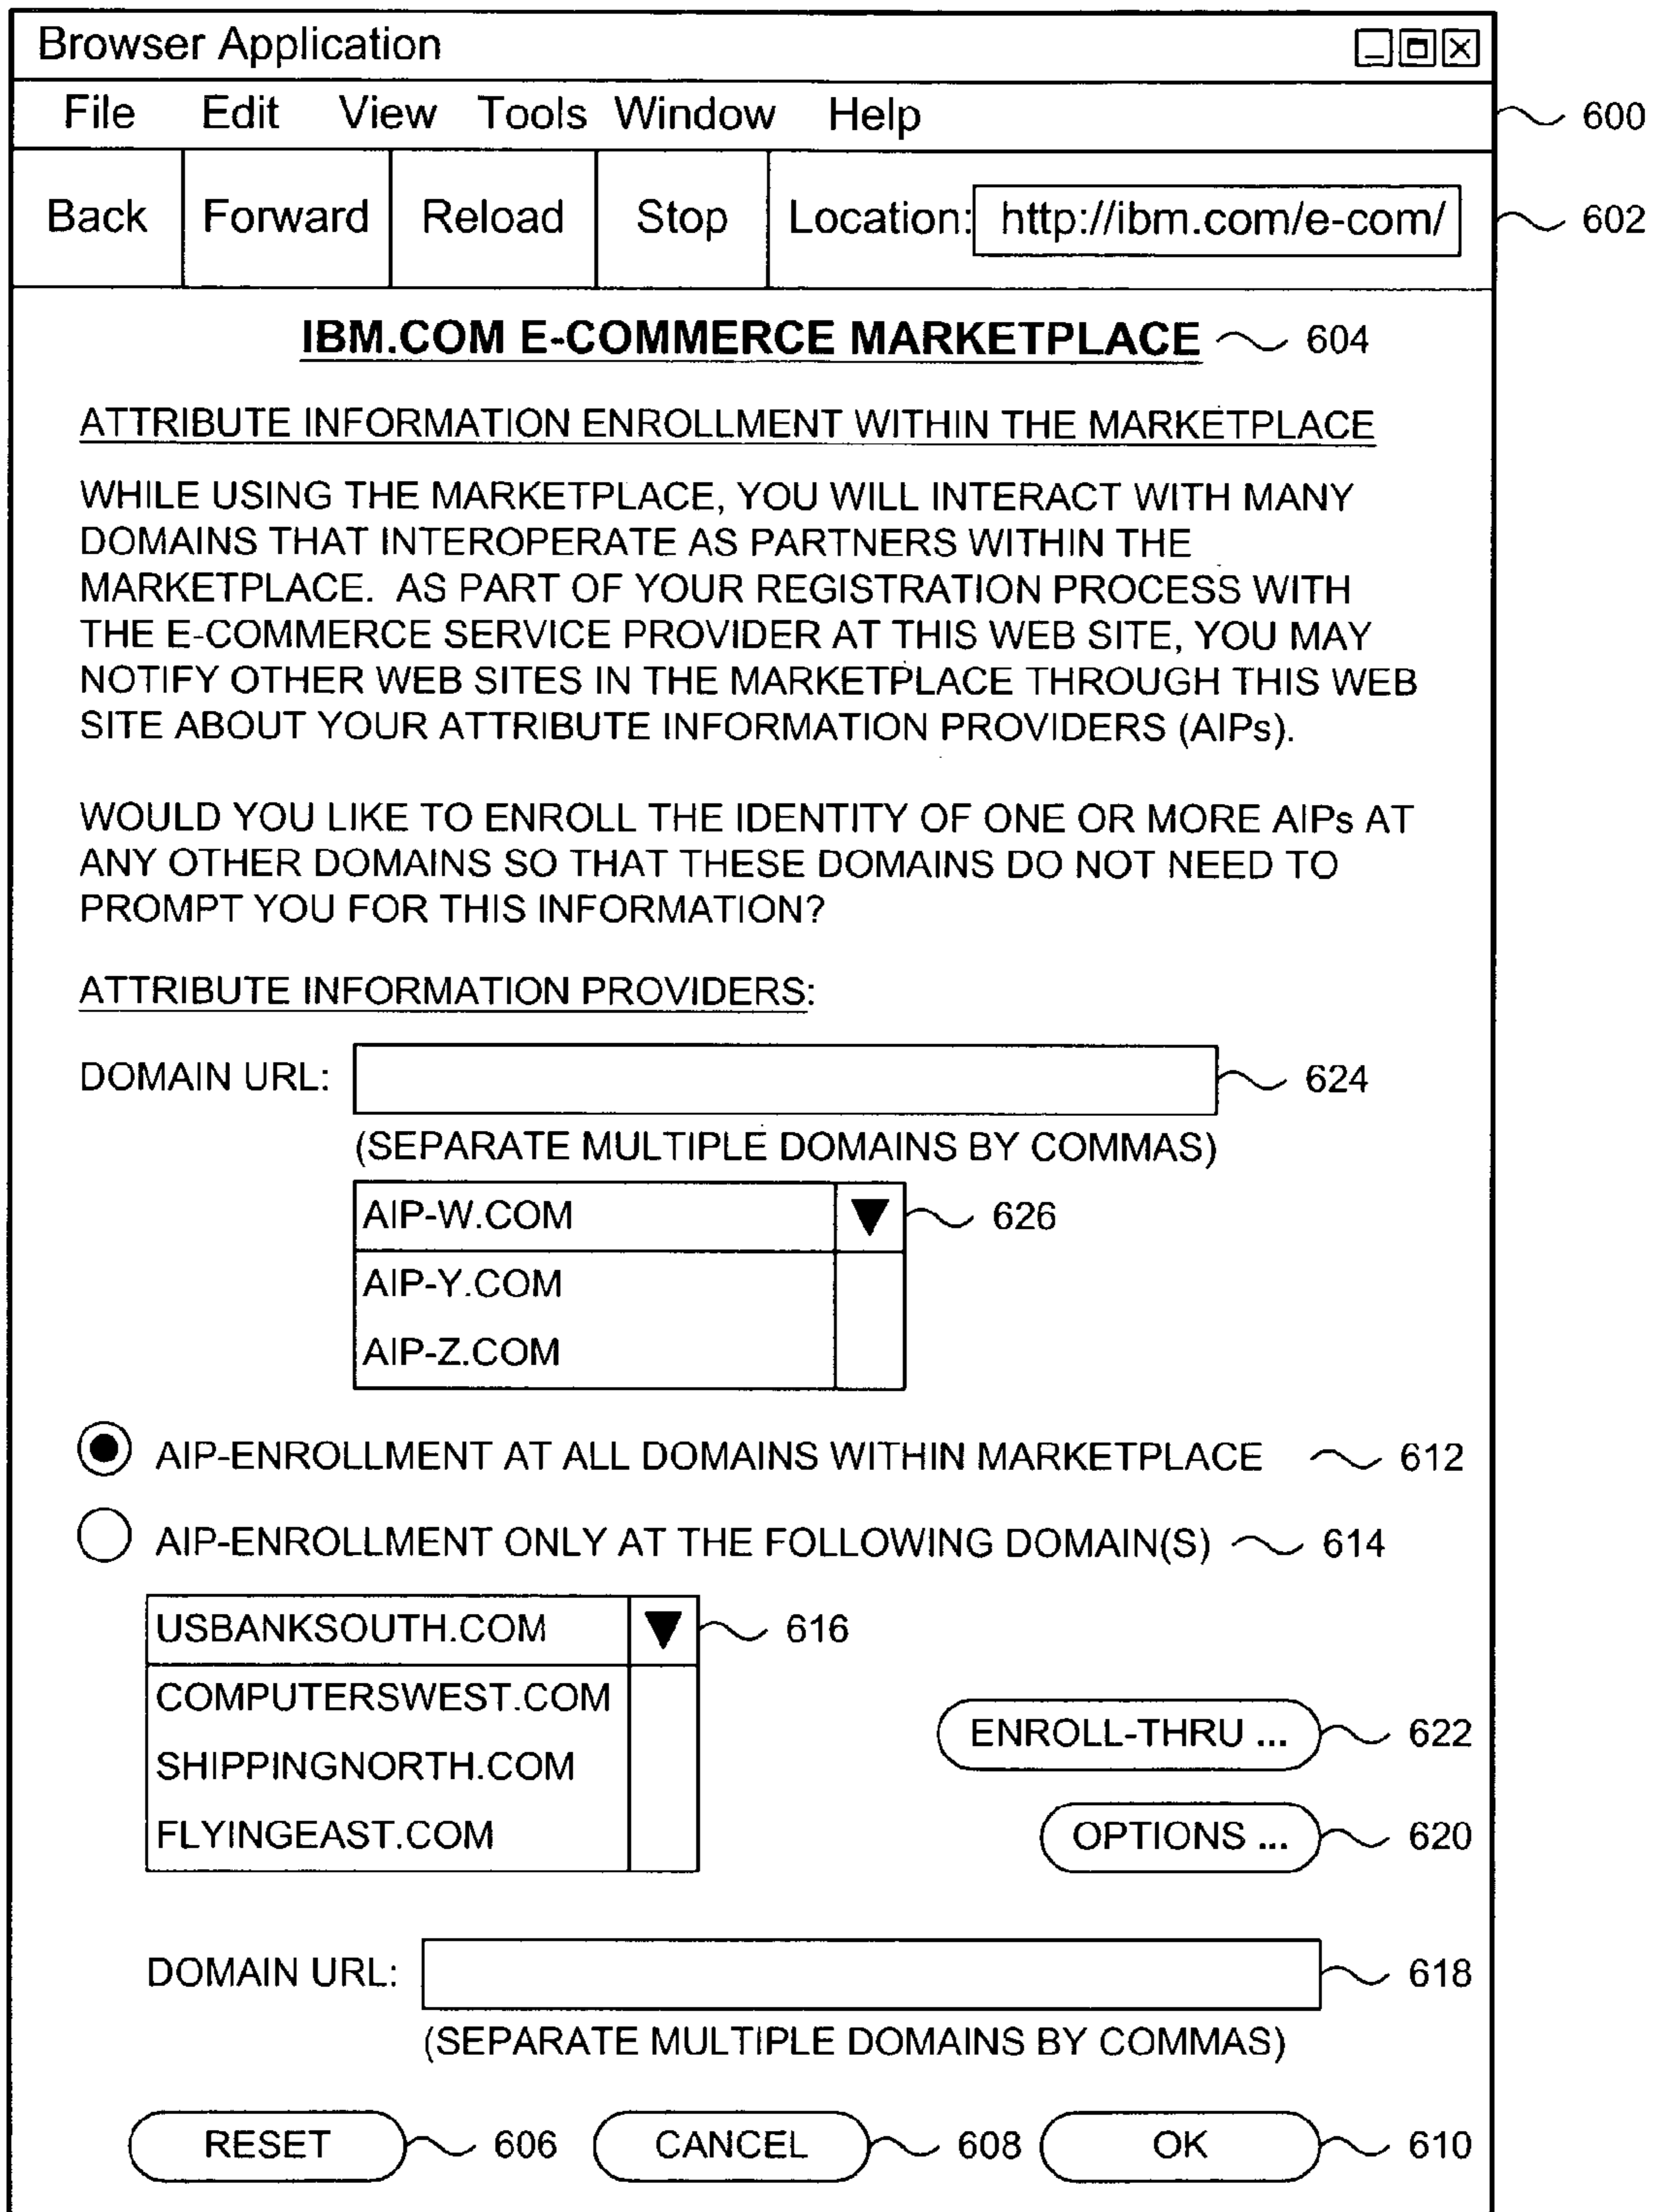 Browser Application
File Edit View Tools Window Help 600
Back Forward Reload Stop Location: http://ibm.com/e-com/ 602
IBM.COM E-COMMERCE MARKETPLACE 604
ATTRIBUTE INFORMATION ENROLLMENT WITHIN THE MARKETPLACE
WHILE USING THE MARKETPLACE, YOU WILL INTERACT WITH MANY
DOMAINS THAT INTEROPERATE AS PARTNERS WITHIN THE
MARKETPLACE. AS PART OF YOUR REGISTRATION PROCESS WITH
THE E-COMMERCE SERVICE PROVIDER AT THIS WEB SITE, YOU MAY
NOTIFY OTHER WEB SITES IN THE MARKETPLACE THROUGH THIS WEB
SITE ABOUT YOUR ATTRIBUTE INFORMATION PROVIDERS (AIPs).
WOULD YOU LIKE TO ENROLL THE IDENTITY OF ONE OR MORE AIPs AT
ANY OTHER DOMAINS SO THAT THESE DOMAINS DO NOT NEED TO
PROMPT YOU FOR THIS INFORMATION?
ATTRIBUTE INFORMATION PROVIDERS:
DOMAIN URL: 624
(SEPARATE MULTIPLE DOMAINS BY COMMAS)
AIP-W.COM 626
AIP-Y.COM
AIP-Z.COM
AIP-ENROLLMENT AT ALL DOMAINS WITHIN MARKETPLACE 612
AIP-ENROLLMENT ONLY AT THE FOLLOWING DOMAIN(S) 614
USBANKSOUTH.COM 616
COMPUTERSWEST.COM
ENROLL-THRU ... 622
SHIPPINGNORTH.COM
FLYINGEAST.COM
OPTIONS ... 620
DOMAIN URL: 618
(SEPARATE MULTIPLE DOMAINS BY COMMAS)
RESET 606 CANCEL 608 OK 610